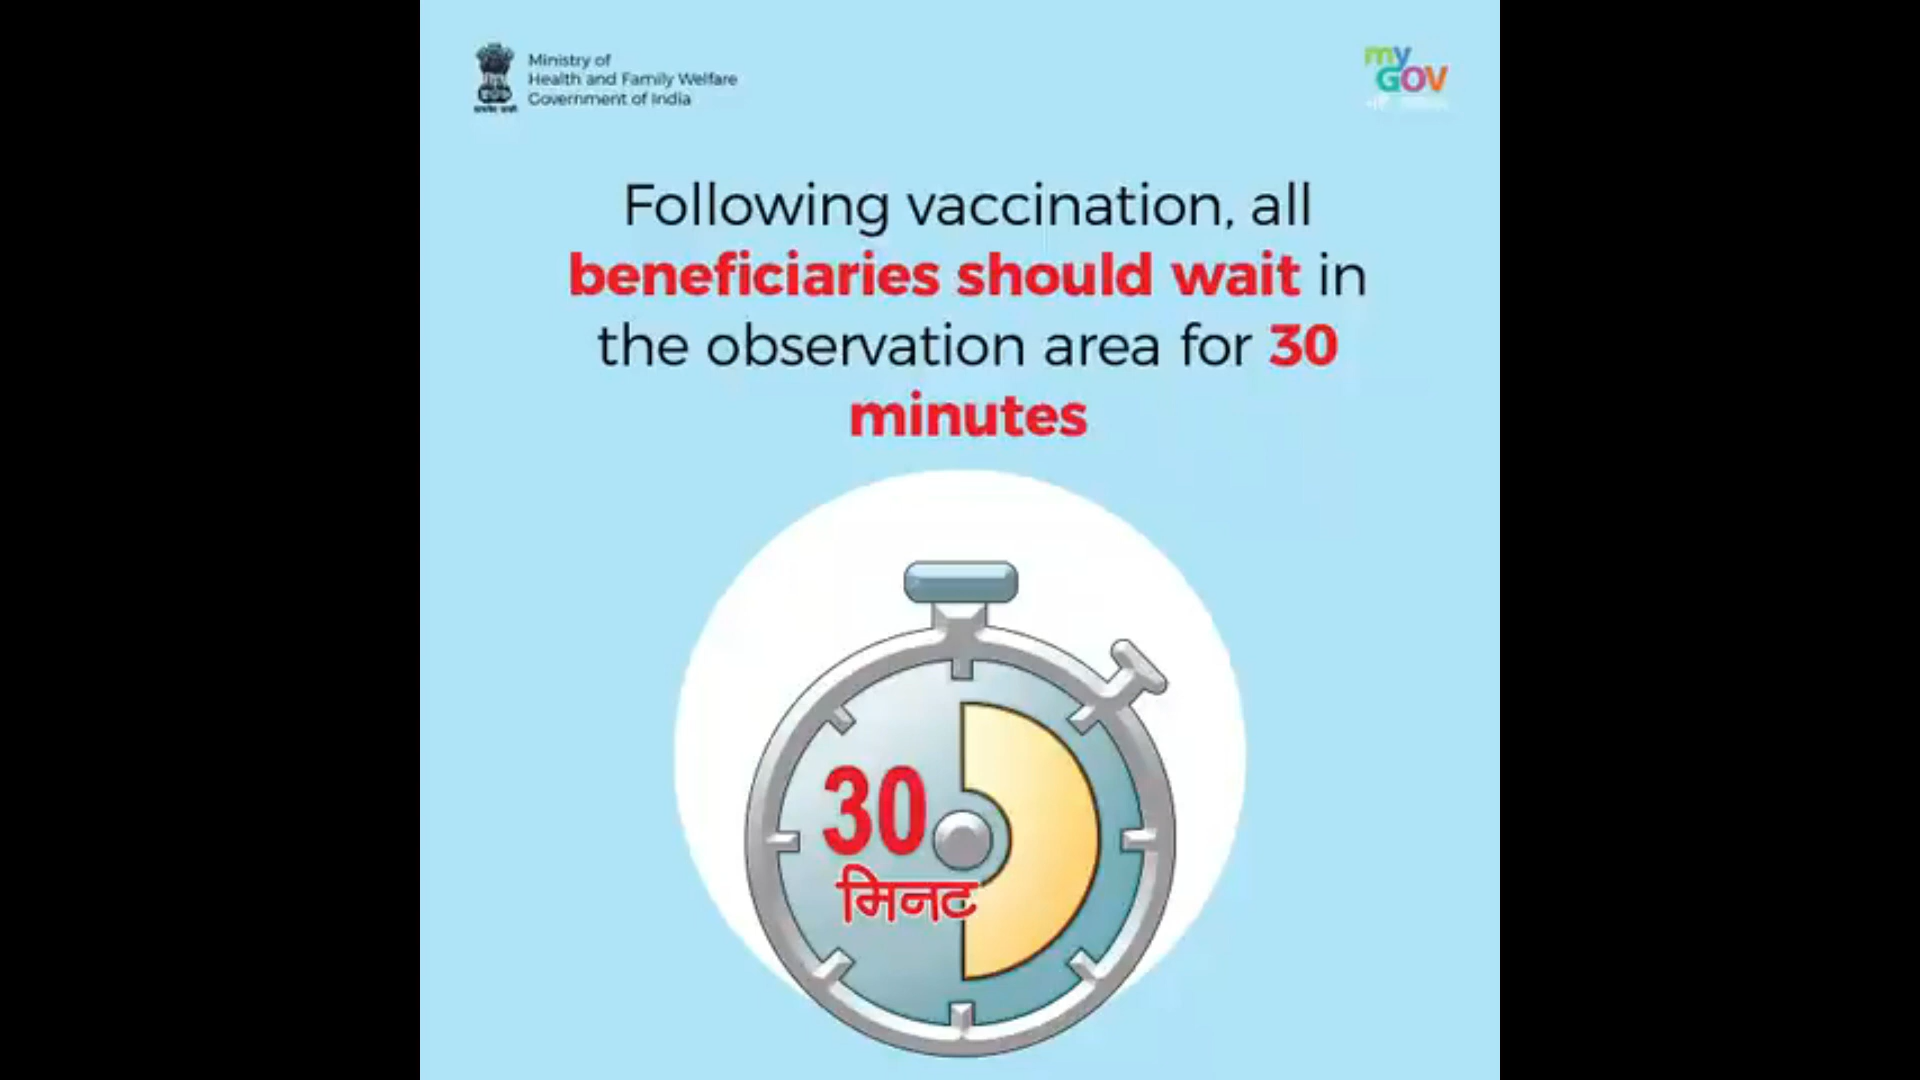 Ministry of
Health and Family Welfare
Government of India
my
GOV
Following vaccination, all
beneficiaries should wait in
the observation area for 30
minutes
30
मिनट